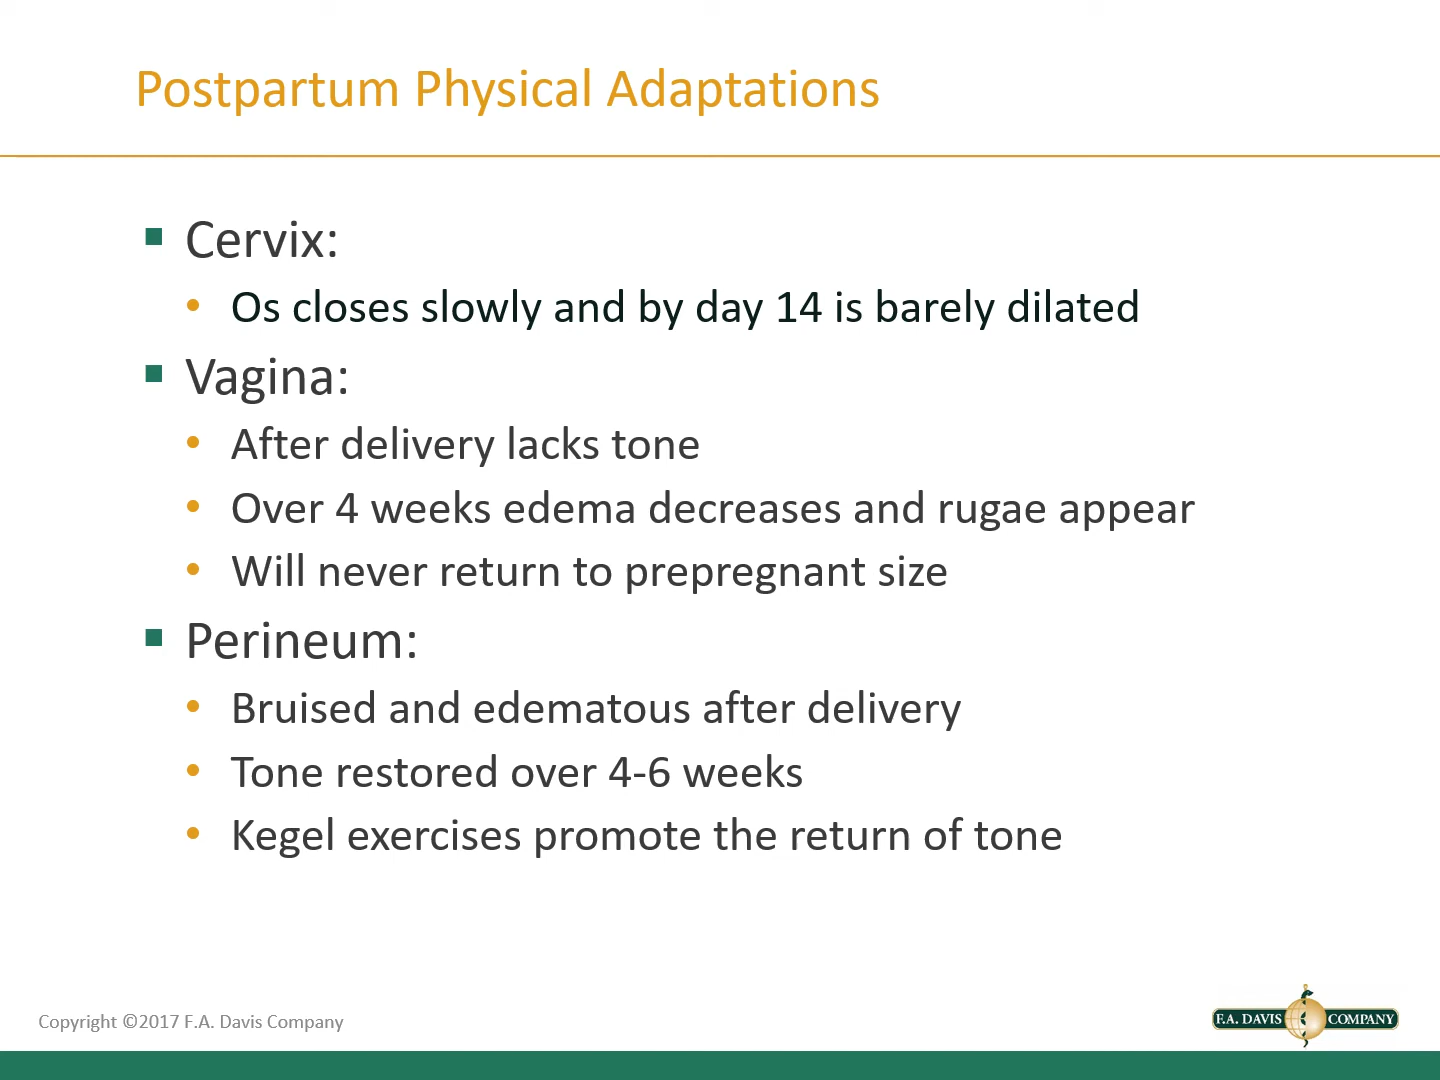 Postpartum Physical Adaptations
▪ Cervix:
• Os closes slowly and by day 14 is barely dilated
▪ Vagina:
• After delivery lacks tone
• Over 4 weeks edema decreases and rugae appear
• Will never return to prepregnant size
▪ Perineum:
• Bruised and edematous after delivery
• Tone restored over 4-6 weeks
• Kegel exercises promote the return of tone
Copyright ©2017 F.A. Davis Company
F.A. DAVIS COMPANY